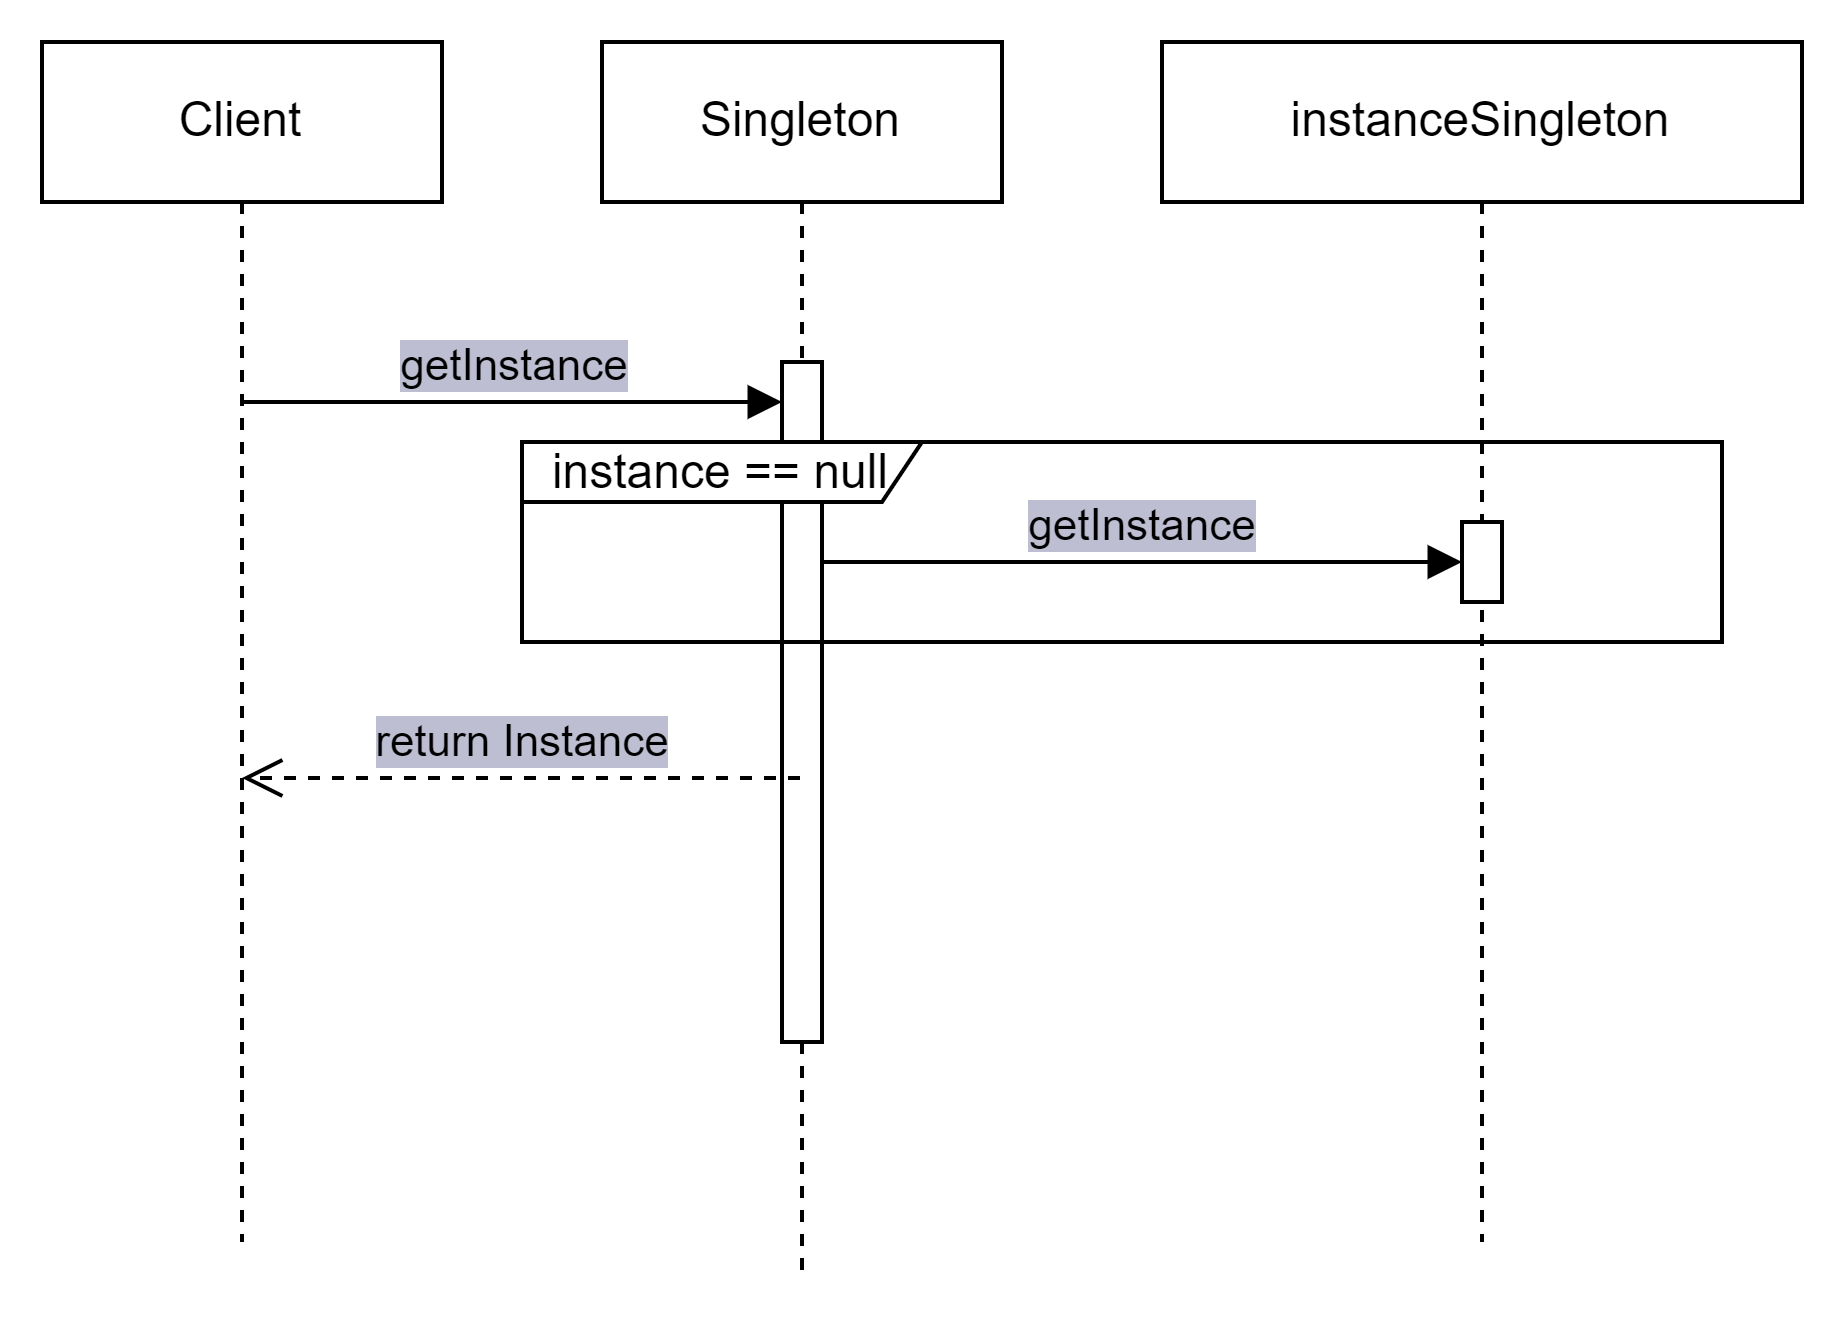 Client
Singleton
instanceSingleton
getInstance
instance == null
getInstance
return Instance